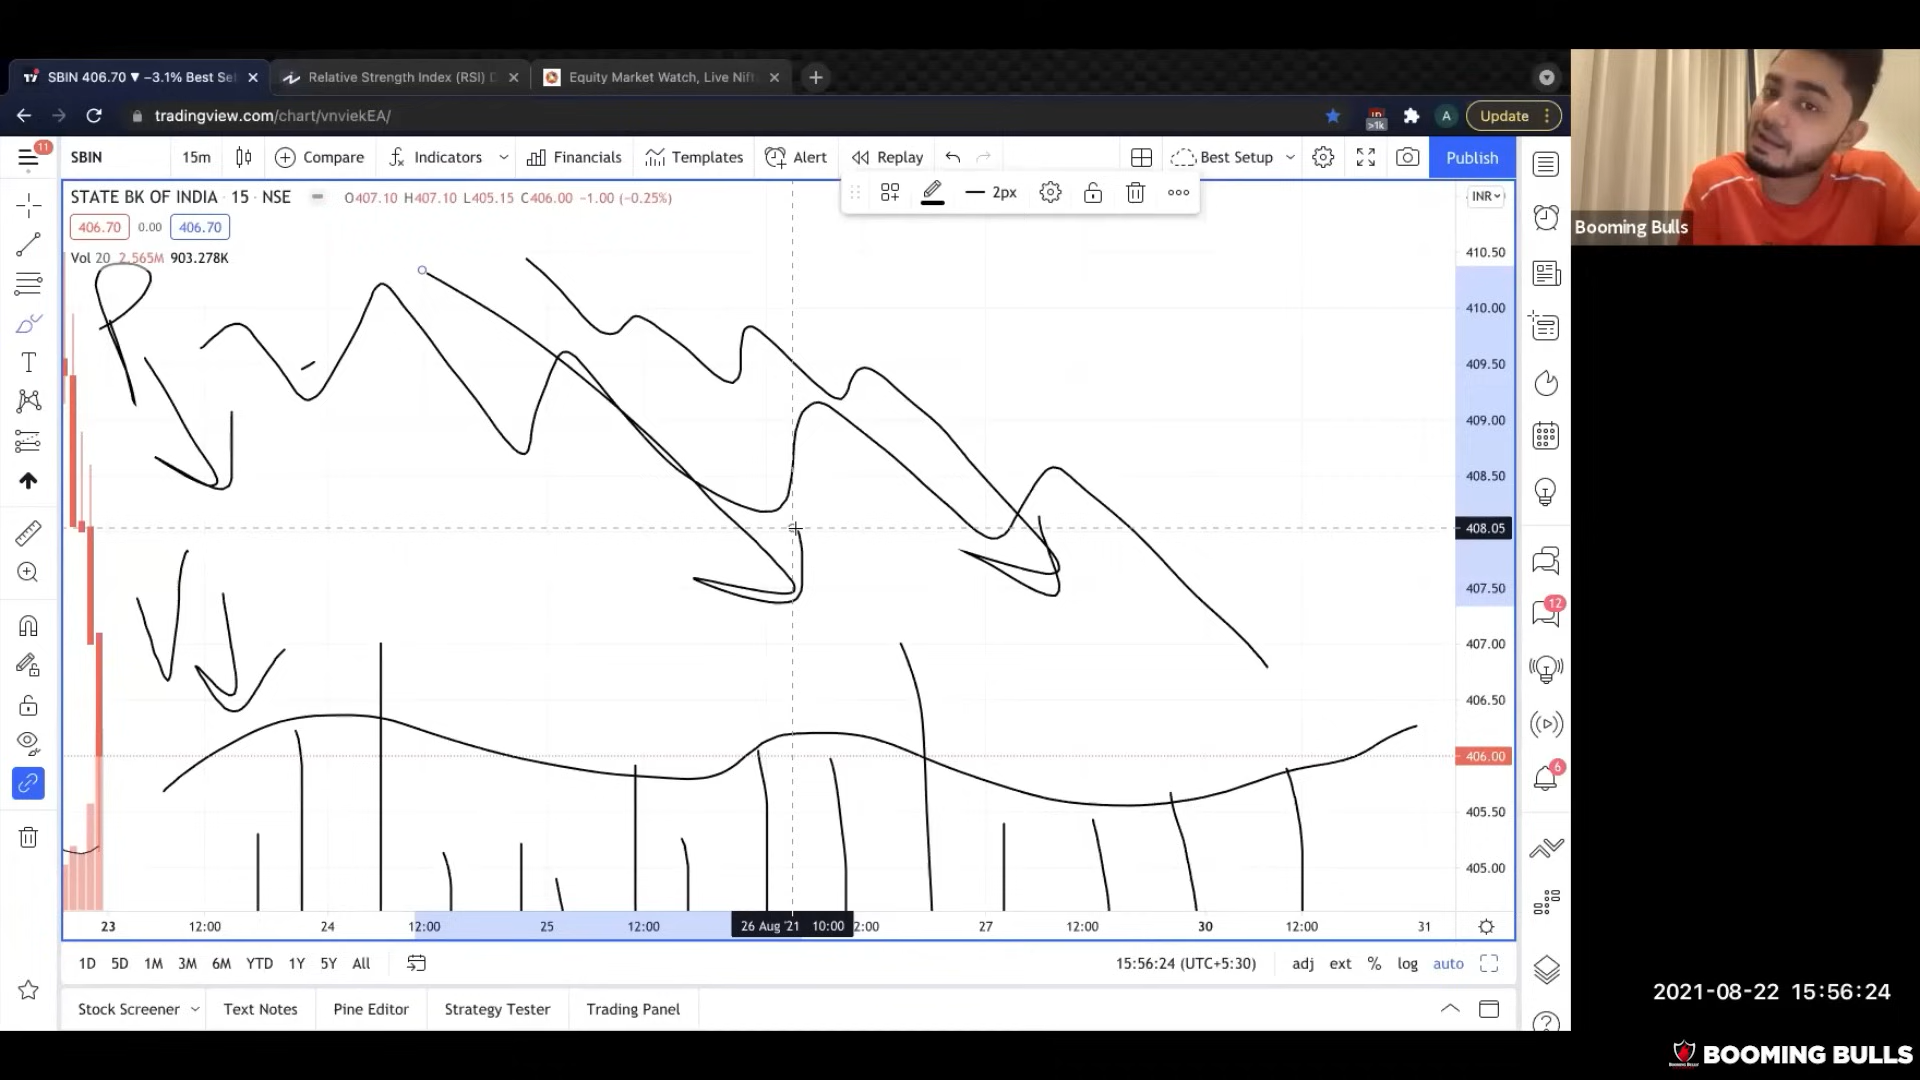 SBIN 406.70 ▼ −3.1% Best Se
Relative Strength Index (RSI) D
Equity Market Watch, Live Nift
tradingview.com/chart/vnviekEA/
>1k
A
Update
11
SBIN
15m
Compare
Indicators
Financials
Templates
Alert
Replay
Best Setup
Publish
STATE BK OF INDIA · 15 · NSE
O407.10 H407.10 L405.15 C406.00 −1.00 (−0.25%)
2px
INR
406.70
0.00
406.70
Vol 20 2.565M 903.278K
P
V
410.50
410.00
409.50
409.00
408.50
408.05
407.50
407.00
406.50
406.00
405.50
405.00
23
12:00
24
12:00
25
12:00
26 Aug '21 10:00
2:00
27
12:00
30
12:00
31
1D 5D 1M 3M 6M YTD 1Y 5Y All
15:56:24 (UTC+5:30)
adj ext % log auto
Stock Screener
Text Notes
Pine Editor
Strategy Tester
Trading Panel
12
6
Booming Bulls
2021-08-22 15:56:24
BOOMING BULLS